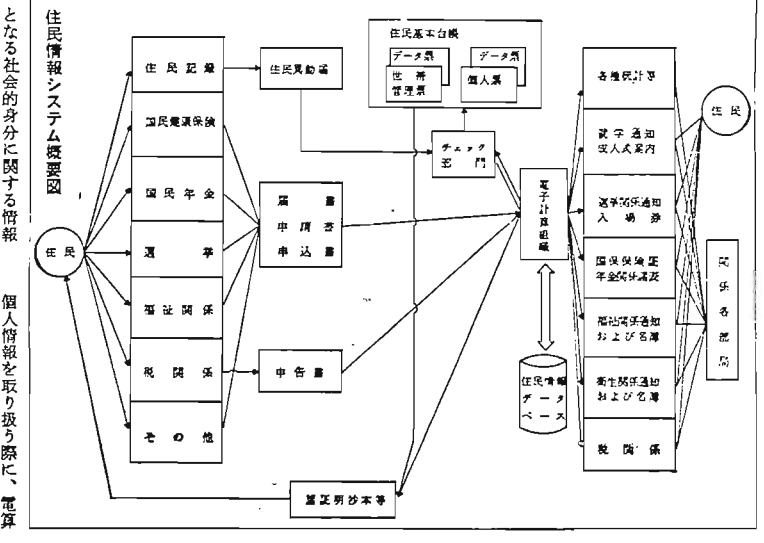 住民情報システム概要図
となる社会的身分に関する情報
個人情報を取り扱う際に、電算
住民
住民記録
国民健康保険
国民年金
選挙
福祉関係
税関係
その他
住民異動届
届書
申請書
申込書
申告書
住民基本台帳
データ票
世帯
管理票
データ票
個人票
チェック
部門
電子計算組織
住民情報
データ
ベース
諸証明抄本等
各種統計等
就学通知
成人式案内
選挙関係通知
入場券
国保保険証
年金関係諸表
福祉関係通知
および名簿
衛生関係通知
および名簿
税関係
住民
関係各部局